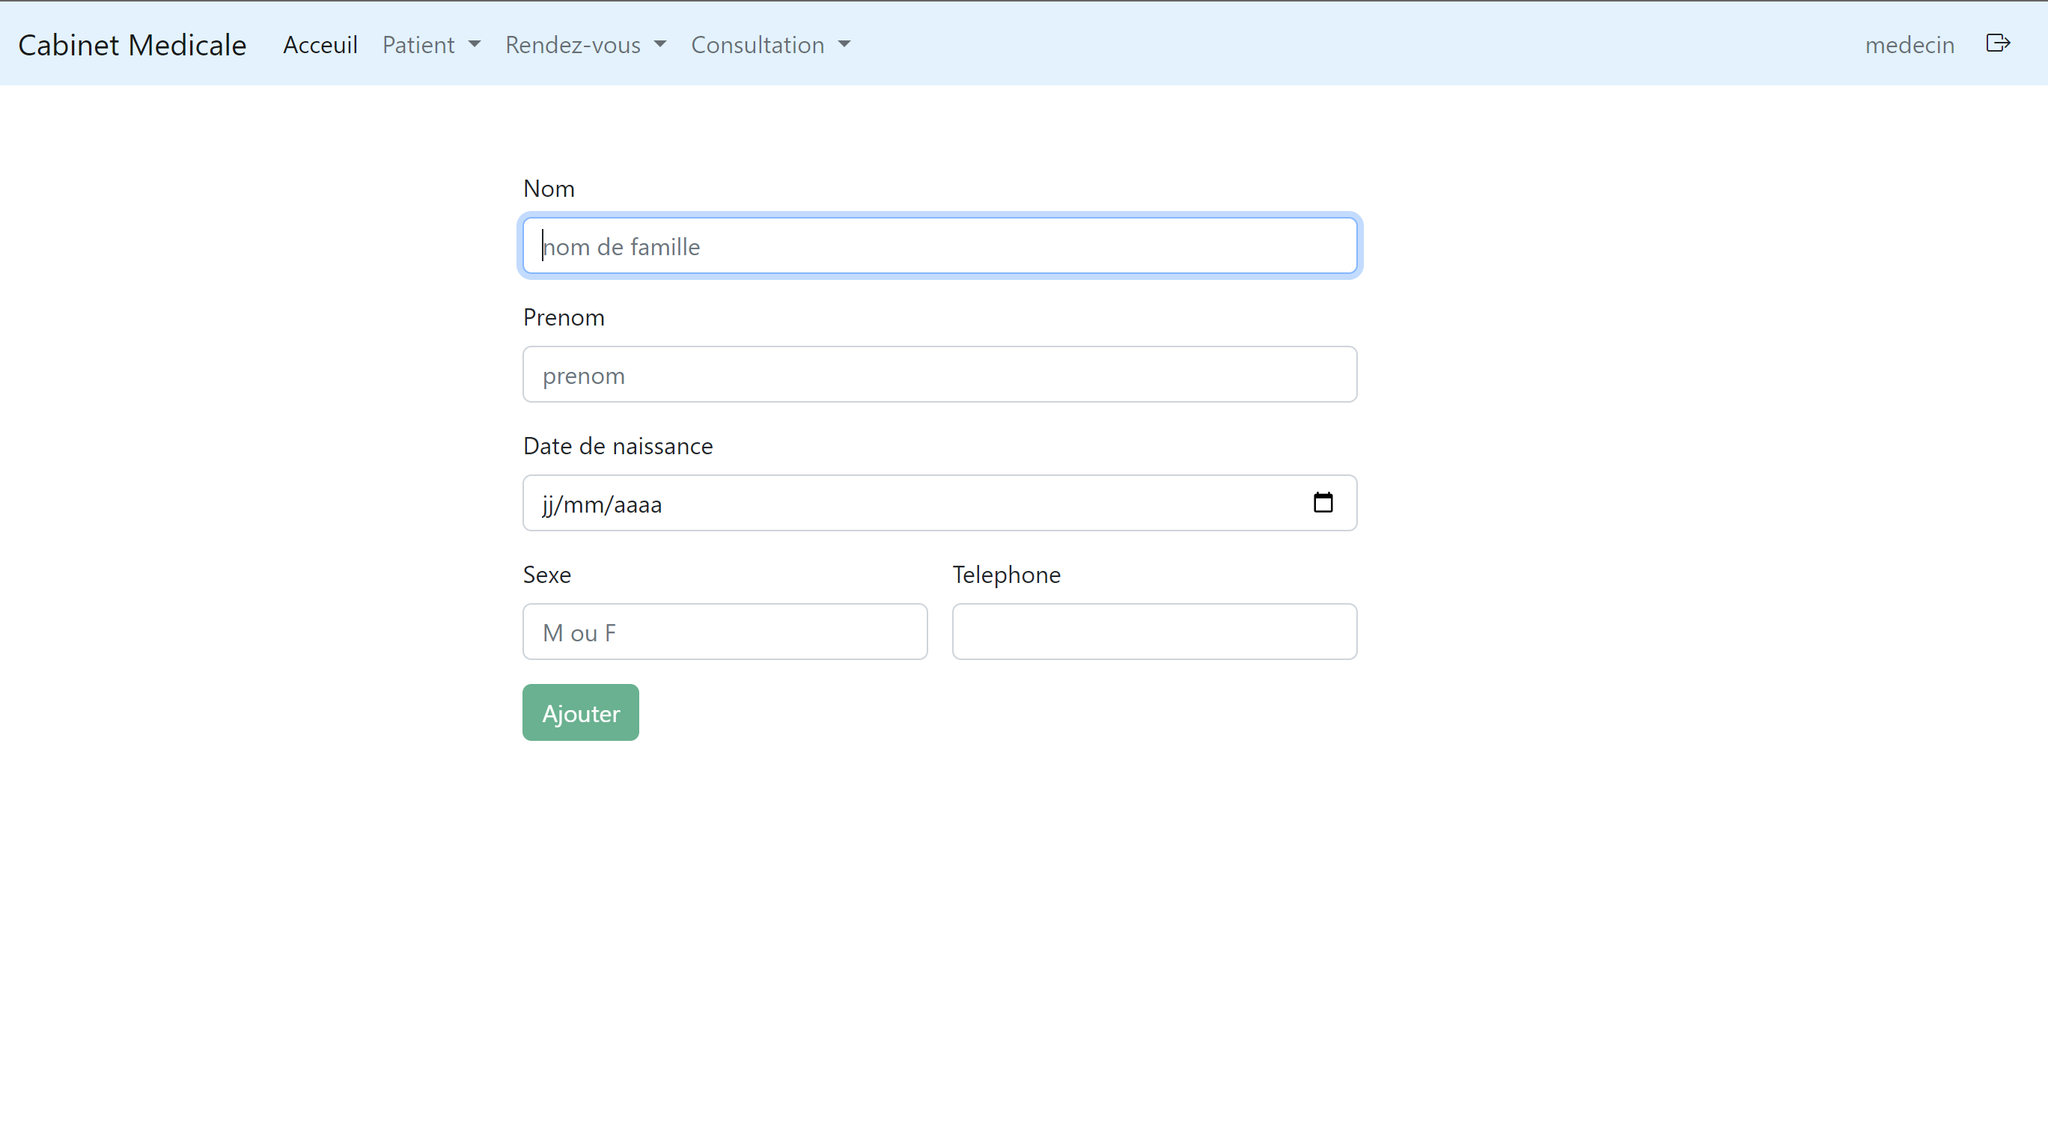 Cabinet Medicale Acceuil Patient Rendez-vous Consultation medecin
Nom
nom de famille
Prenom
prenom
Date de naissance
jj/mm/aaaa
Sexe Telephone
M ou F
Ajouter